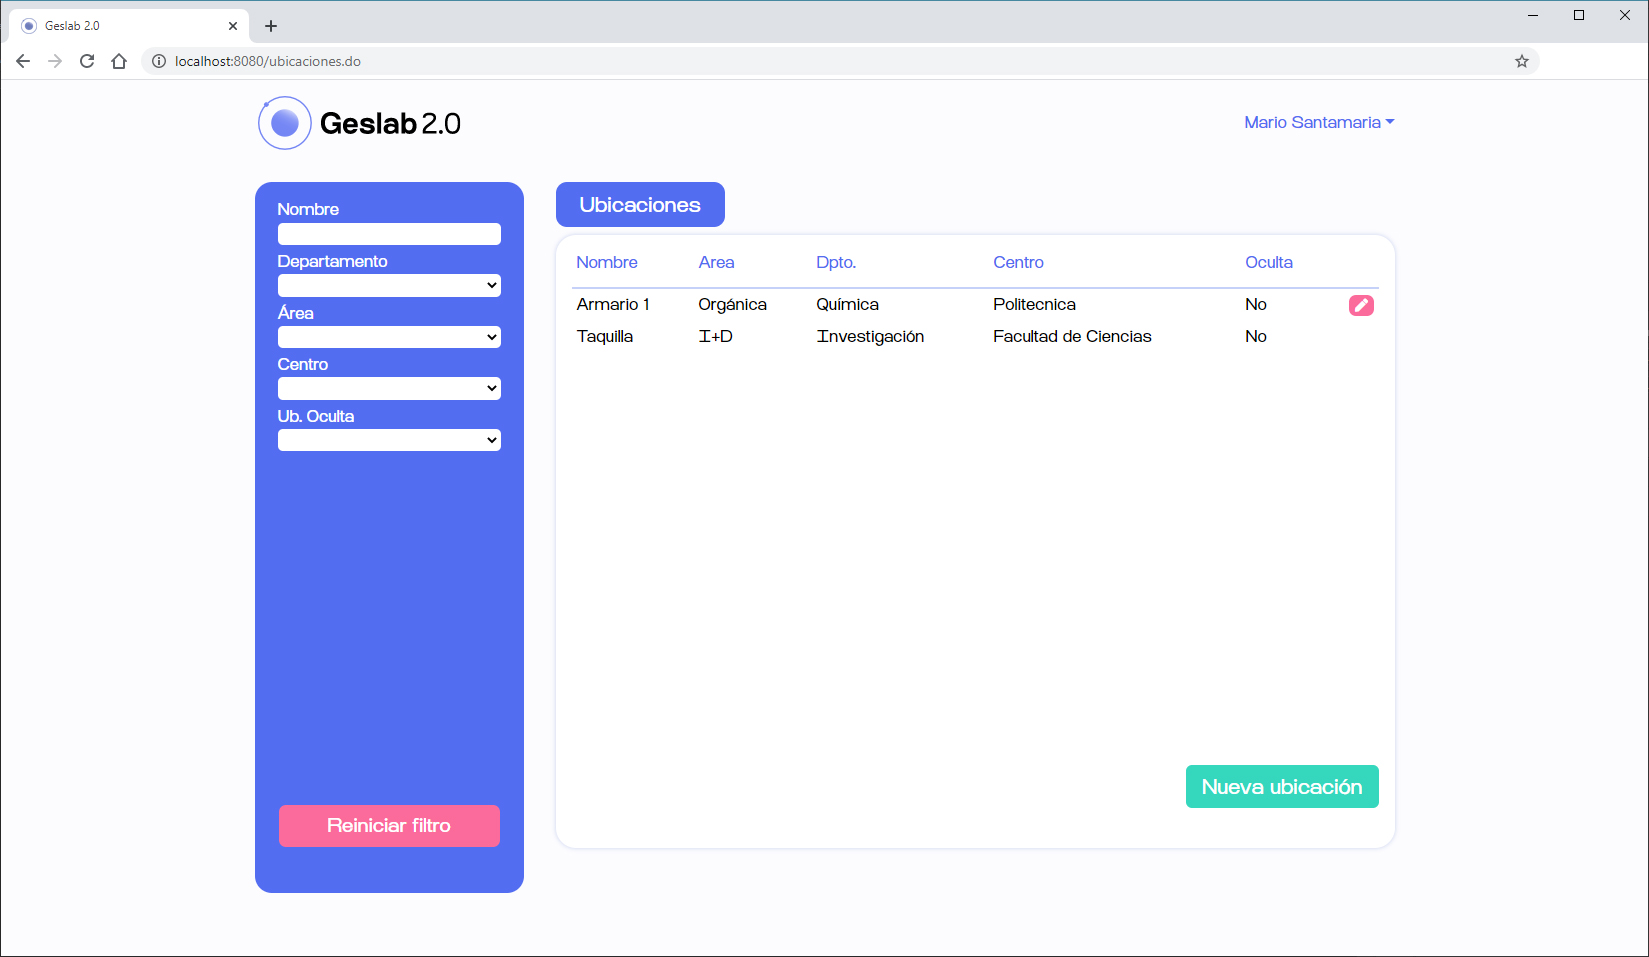 Geslab 2.0
localhost:8080/ubicaciones.do
Geslab 2.0
Mario Santamaria
Nombre
Departamento
Área
Centro
Ub. Oculta
Reiniciar filtro
Ubicaciones
Nombre Area Dpto. Centro Oculta
Armario 1 Orgánica Química Politecnica No
Taquilla I+D Investigación Facultad de Ciencias No
Nueva ubicación